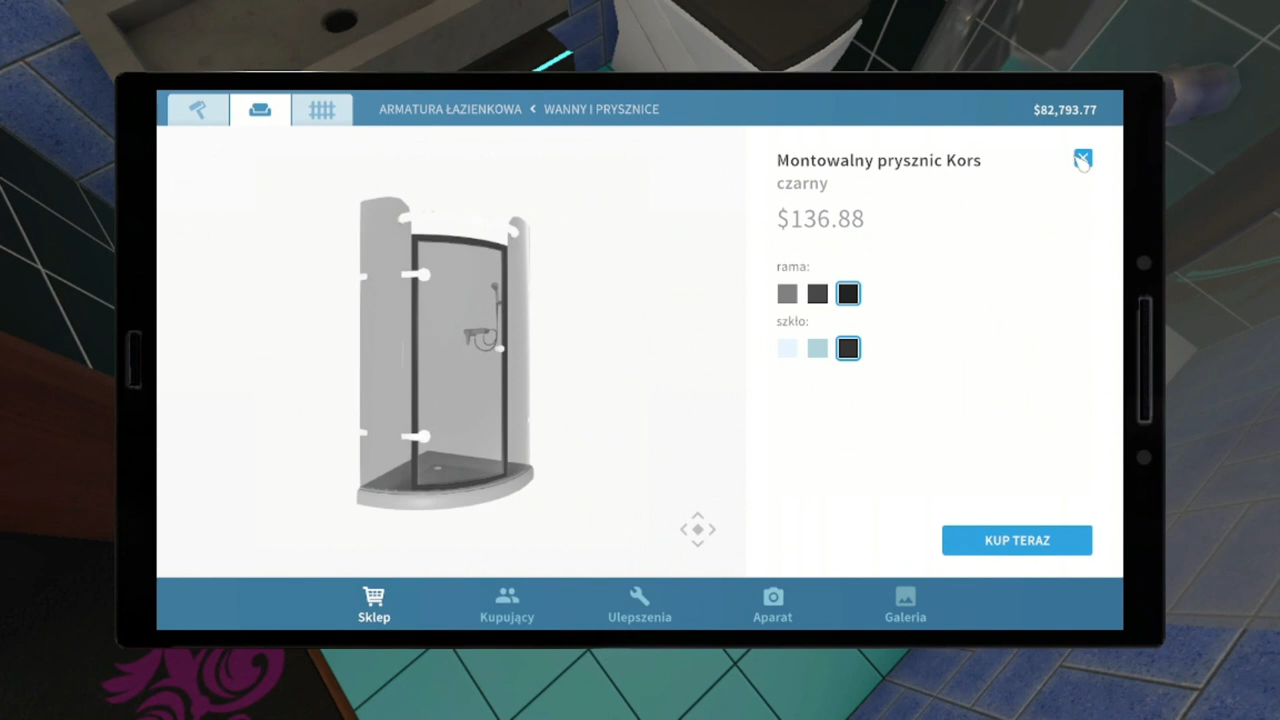 ARMATURA ŁAZIENKOWA < WANNY I PRYSZNICE
$82,793.77
Montowalny prysznic Kors
czarny
$136.88
rama:
szkło:
KUP TERAZ
Sklep
Kupujący
Ulepszenia
Aparat
Galeria